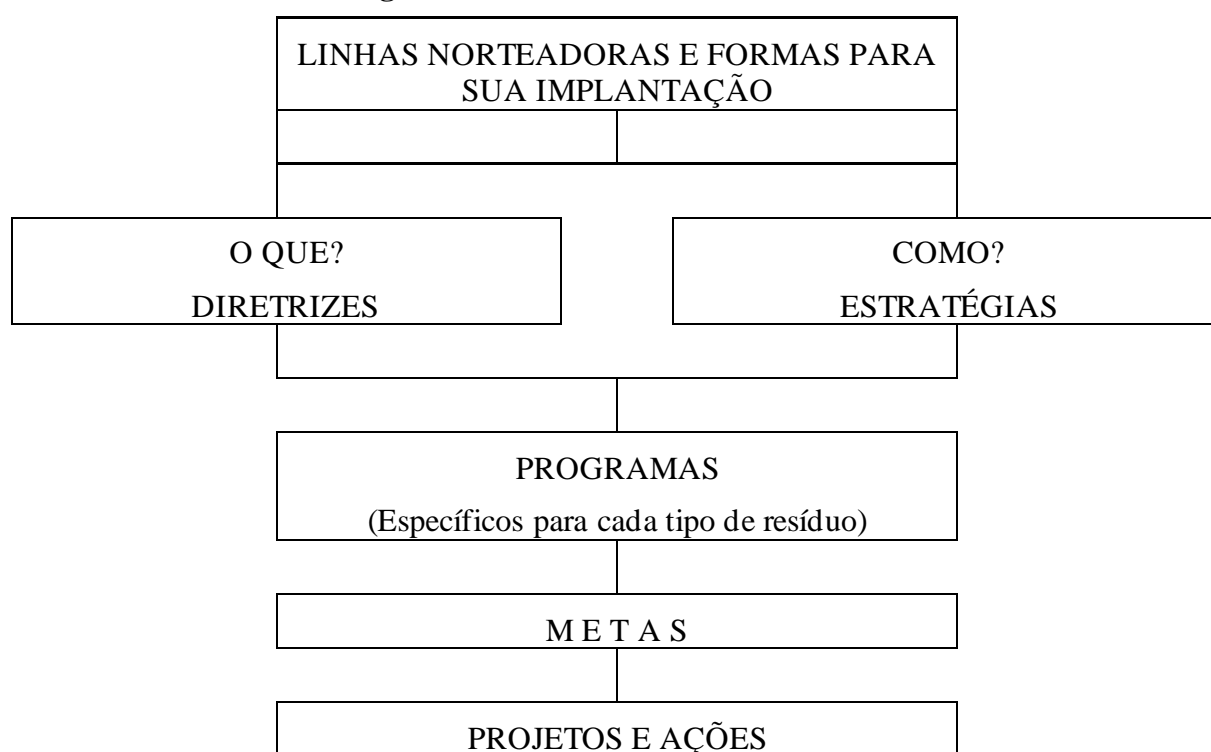 LINHAS NORTEADORAS E FORMAS PARA
SUA IMPLANTAÇÃO
O QUE?
DIRETRIZES
COMO?
ESTRATÉGIAS
PROGRAMAS
(Específicos para cada tipo de resíduo)
M E T A S
PROJETOS E AÇÕES